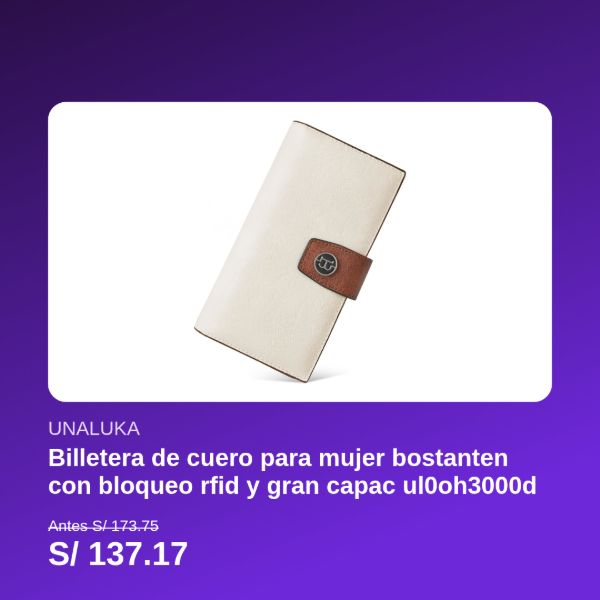 UNALUKA
Billetera de cuero para mujer bostanten
con bloqueo rfid y gran capac ul0oh3000d
Antes S/ 173.75
S/ 137.17